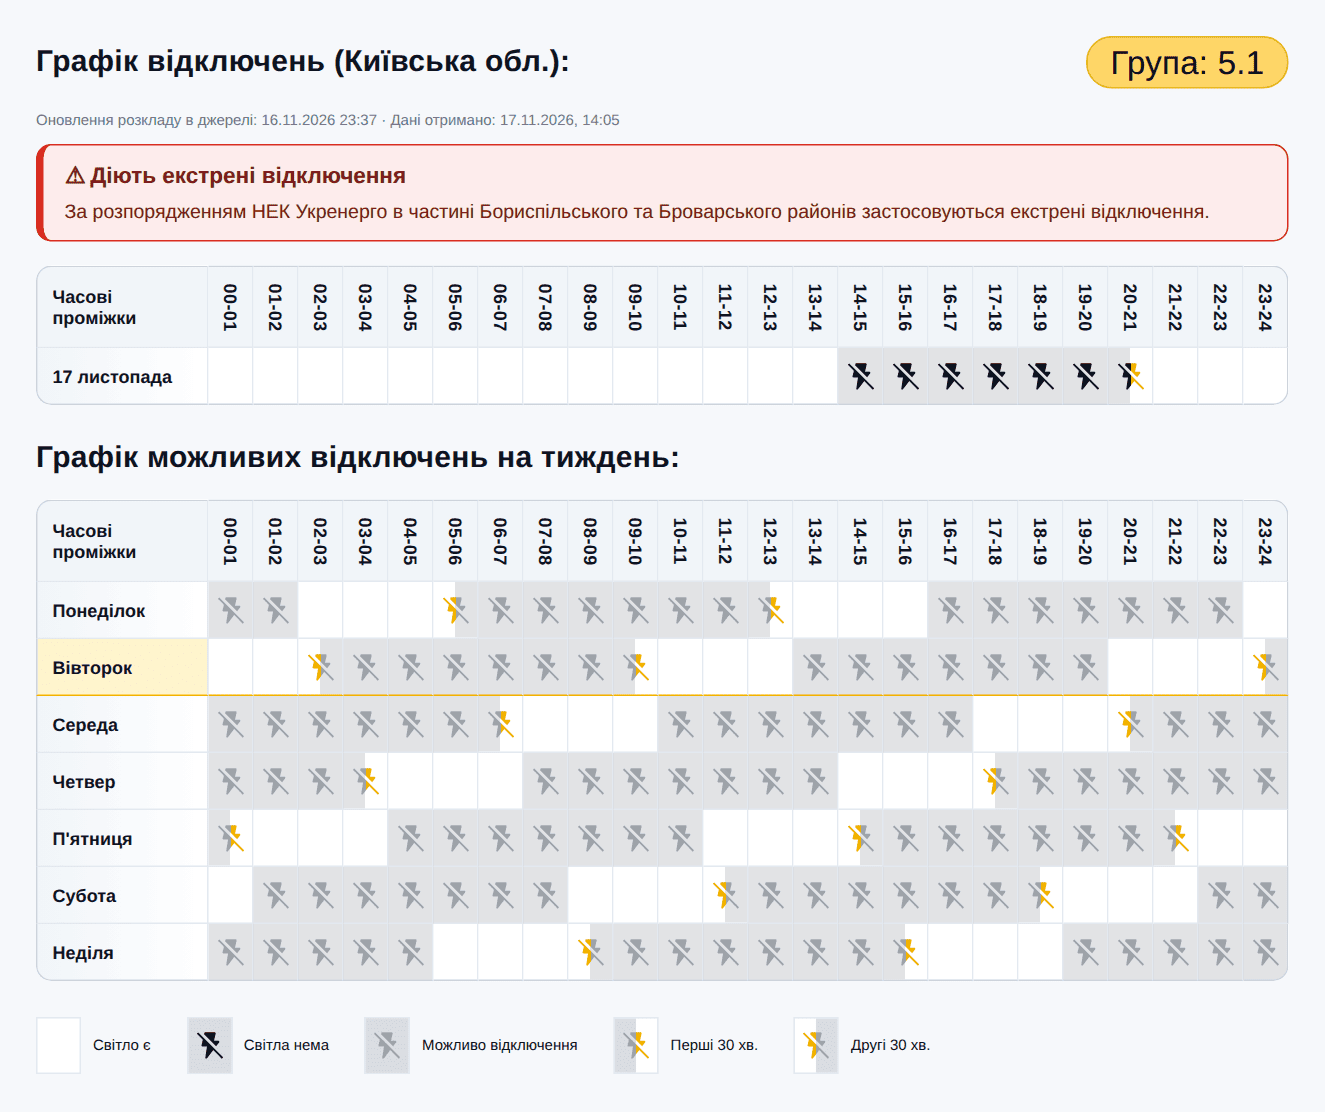 Графік відключень (Київська обл.):
Група: 5.1
Оновлення розкладу в джерелі: 16.11.2026 23:37 · Дані отримано: 17.11.2026, 14:05
⚠ Діють екстрені відключення
За розпорядженням НЕК Укренерго в частині Бориспільського та Броварського районів застосовуються екстрені відключення.
Часові
проміжки
00-01 01-02 02-03 03-04 04-05 05-06 06-07 07-08 08-09 09-10 10-11 11-12 12-13 13-14 14-15 15-16 16-17 17-18 18-19 19-20 20-21 21-22 22-23 23-24
17 листопада
Графік можливих відключень на тиждень:
Часові
проміжки
00-01 01-02 02-03 03-04 04-05 05-06 06-07 07-08 08-09 09-10 10-11 11-12 12-13 13-14 14-15 15-16 16-17 17-18 18-19 19-20 20-21 21-22 22-23 23-24
Понеділок
Вівторок
Середа
Четвер
П'ятниця
Субота
Неділя
Світло є
Світла нема
Можливо відключення
Перші 30 хв.
Другі 30 хв.